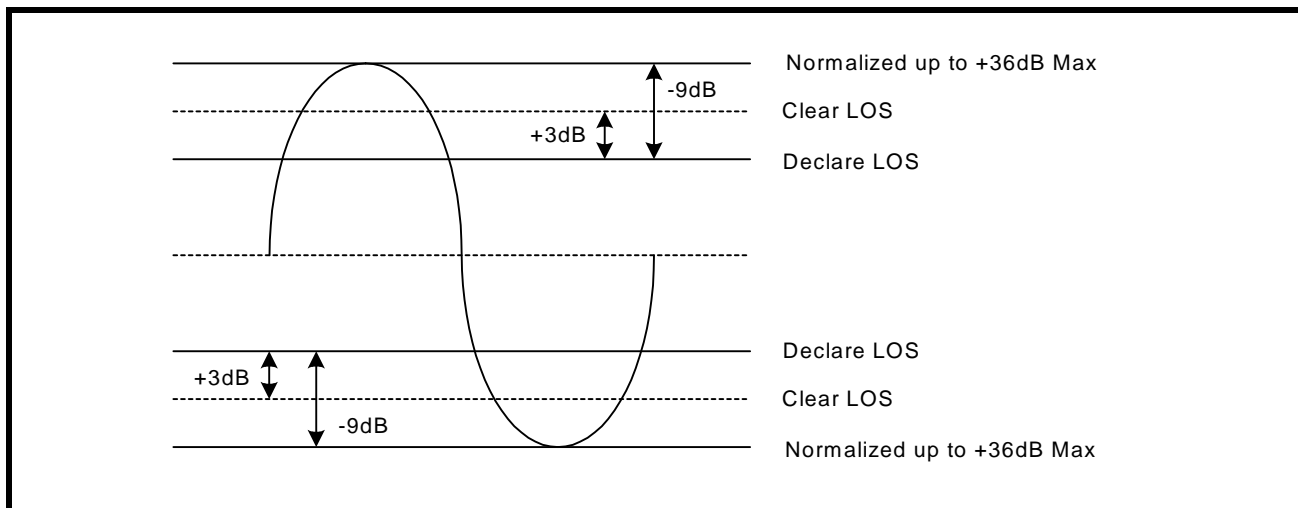 Normalized up to +36dB Max
-9dB
Clear LOS
+3dB
Declare LOS
Declare LOS
+3dB
Clear LOS
-9dB
Normalized up to +36dB Max